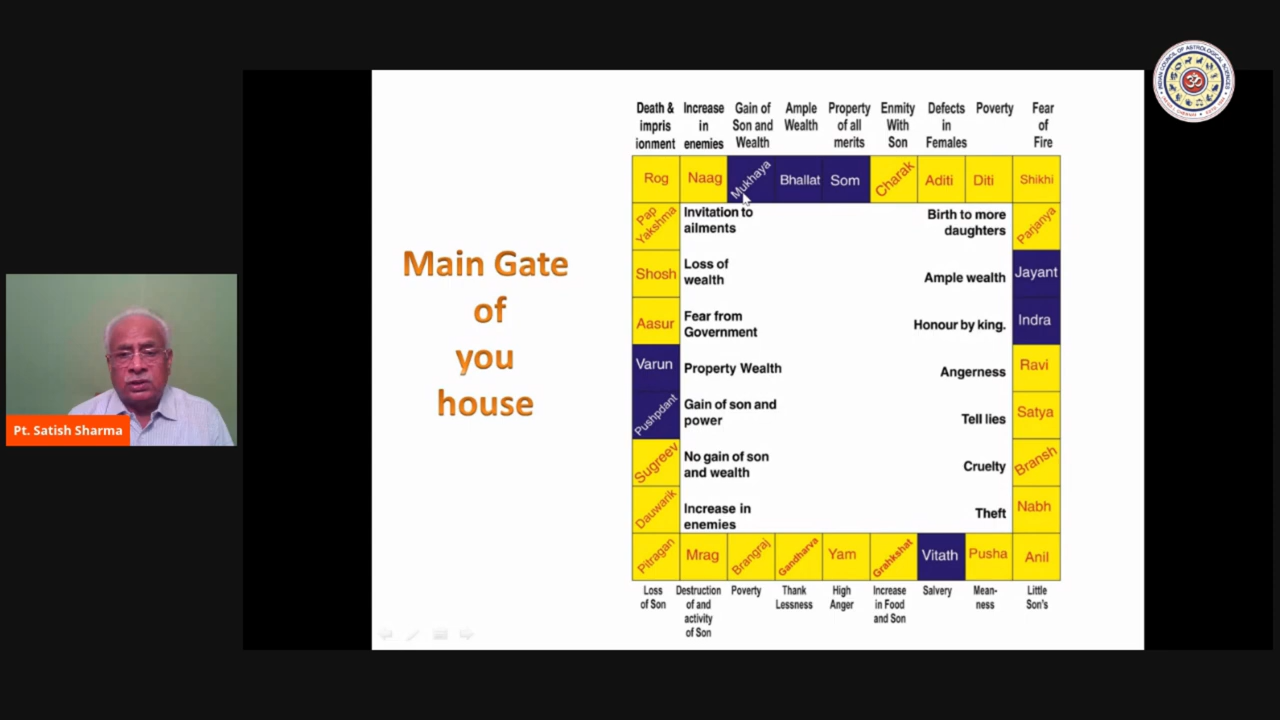 INDIAN COUNCIL OF ASTROLOGICAL SCIENCES
Death &
impris
ionment
Increase
in
enemies
Gain of
Son and
Wealth
Ample
Wealth
Property
of all
merits
Enmity
With
Son
Defects
in
Females
Poverty
Fear
of
Fire
Rog
Naag
Mukhaya
Bhallat
Som
Charak
Aditi
Diti
Shikhi
Pap
Yakshma
Invitation to
ailments
Birth to more
daughters
Parjanya
Main Gate
of
you
house
Shosh
Loss of
wealth
Ample wealth
Jayant
Aasur
Fear from
Government
Honour by king.
Indra
Varun
Property Wealth
Angerness
Ravi
Pushpdant
Gain of son and
power
Tell lies
Satya
Sugreev
No gain of son
and wealth
Cruelty
Bransh
Dauwarik
Increase in
enemies
Theft
Nabh
Pitragan
Mrag
Brangraj
Gandharva
Yam
Grahkshat
Vitath
Pusha
Anil
Loss
of Son
Destruction
of and
activity
of Son
Poverty
Thank
Lessness
High
Anger
Increase
in Food
and Son
Salvery
Mean-
ness
Little
Son's
Pt. Satish Sharma